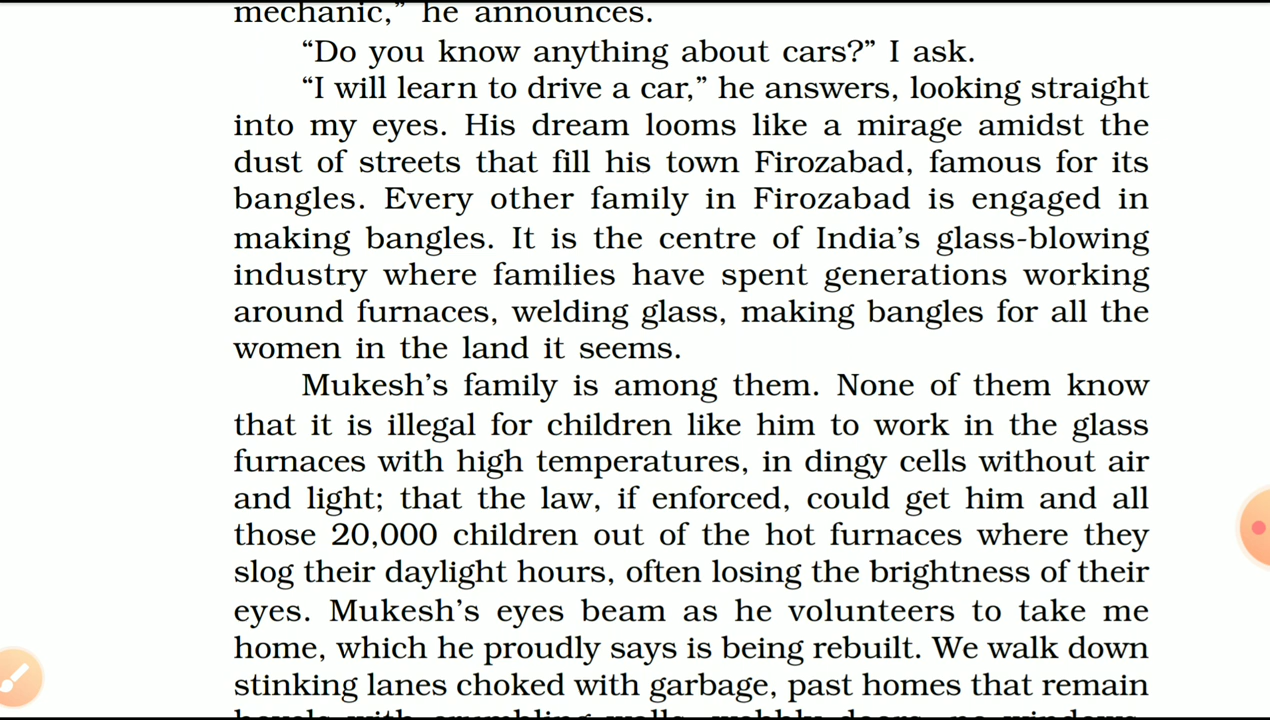 mechanic,” he announces.
“Do you know anything about cars?” I ask.
“I will learn to drive a car,” he answers, looking straight
into my eyes. His dream looms like a mirage amidst the
dust of streets that fill his town Firozabad, famous for its
bangles. Every other family in Firozabad is engaged in
making bangles. It is the centre of India’s glass-blowing
industry where families have spent generations working
around furnaces, welding glass, making bangles for all the
women in the land it seems.
Mukesh’s family is among them. None of them know
that it is illegal for children like him to work in the glass
furnaces with high temperatures, in dingy cells without air
and light; that the law, if enforced, could get him and all
those 20,000 children out of the hot furnaces where they
slog their daylight hours, often losing the brightness of their
eyes. Mukesh’s eyes beam as he volunteers to take me
home, which he proudly says is being rebuilt. We walk down
stinking lanes choked with garbage, past homes that remain